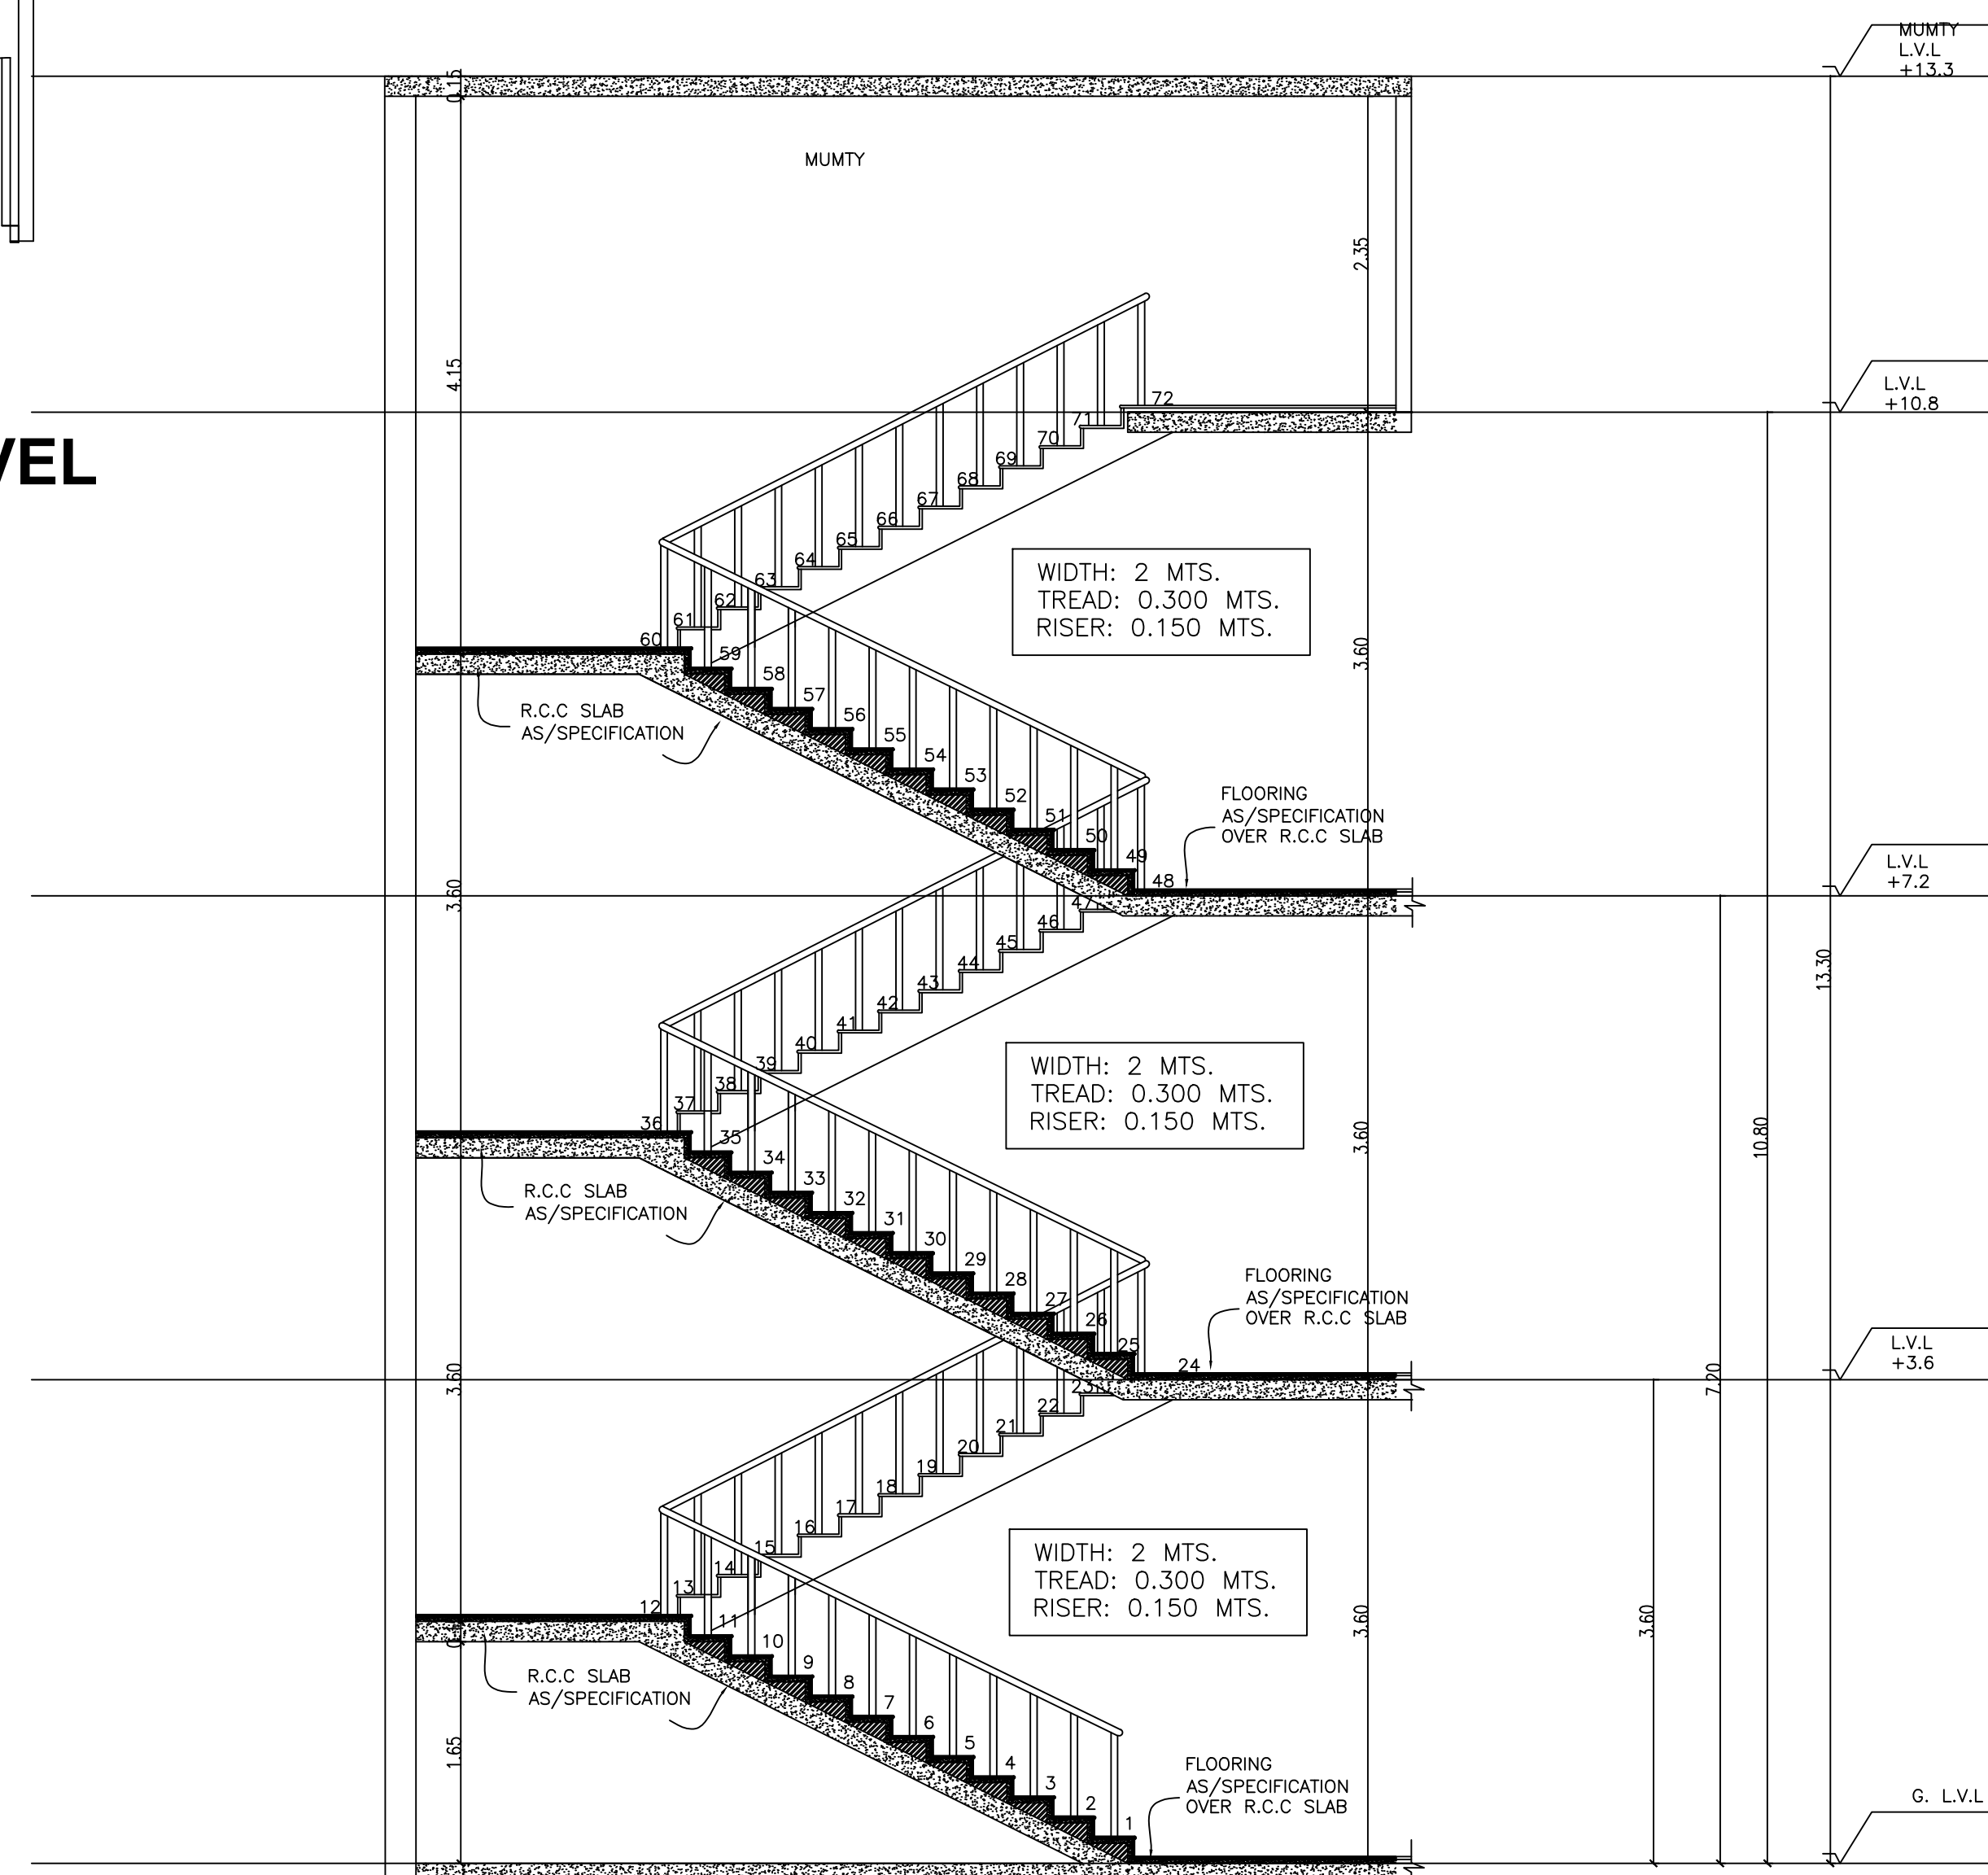 MUMTY
L.V.L
+13.3
0.15
MUMTY
2.35
4.15
L.V.L
+10.8
VEL
72
71
70
69
68
67
66
65
64
63
62
61
60
WIDTH: 2 MTS.
TREAD: 0.300 MTS.
RISER: 0.150 MTS.
3.60
59
58
57
56
55
54
53
52
51
50
49
48
R.C.C SLAB
AS/SPECIFICATION
FLOORING
AS/SPECIFICATION
OVER R.C.C SLAB
L.V.L
+7.2
3.60
47
46
45
44
43
42
41
40
39
38
37
36
13.30
WIDTH: 2 MTS.
TREAD: 0.300 MTS.
RISER: 0.150 MTS.
3.60
10.80
35
34
33
32
31
30
29
28
27
26
25
24
R.C.C SLAB
AS/SPECIFICATION
FLOORING
AS/SPECIFICATION
OVER R.C.C SLAB
L.V.L
+3.6
3.60
7.20
23
22
21
20
19
18
17
16
15
14
13
12
WIDTH: 2 MTS.
TREAD: 0.300 MTS.
RISER: 0.150 MTS.
3.60
3.60
11
10
9
8
7
6
5
4
3
2
1
R.C.C SLAB
AS/SPECIFICATION
1.65
FLOORING
AS/SPECIFICATION
OVER R.C.C SLAB
G. L.V.L